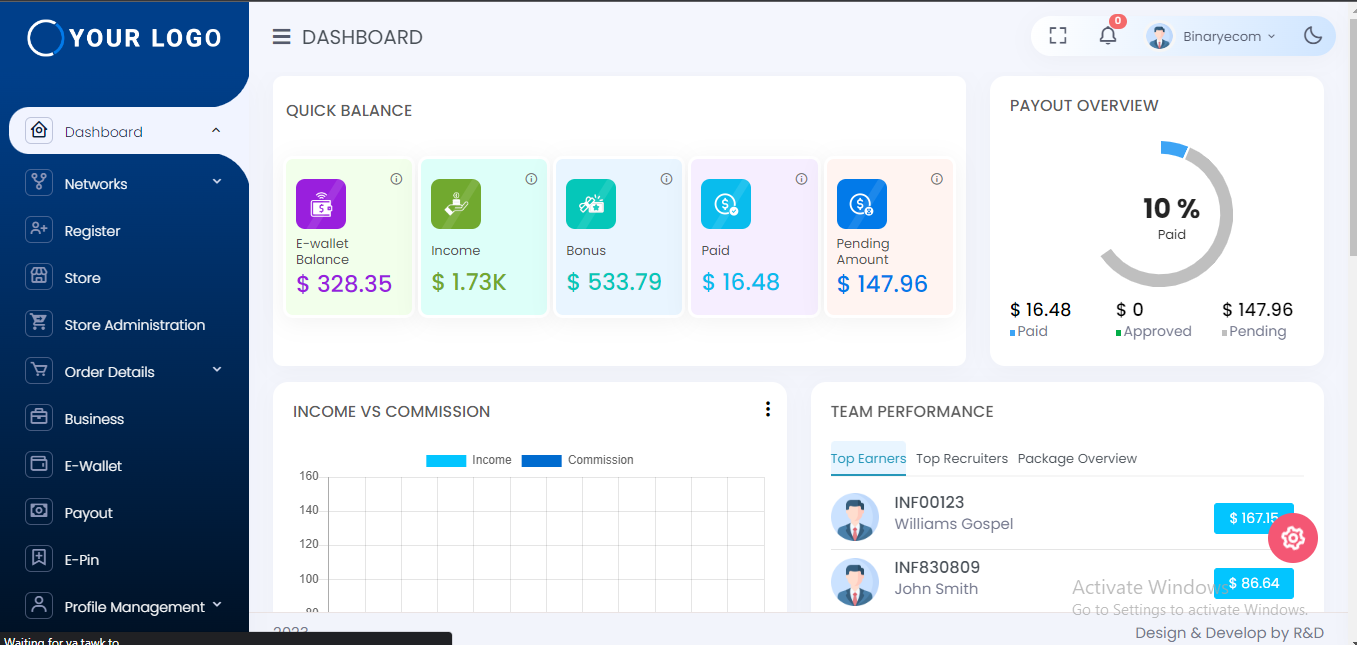 YOUR LOGO
DASHBOARD
0
Binaryecom
Dashboard
Networks
Register
Store
Store Administration
Order Details
Business
E-Wallet
Payout
E-Pin
Profile Management
QUICK BALANCE
E-wallet
Balance
$ 328.35
Income
$ 1.73K
Bonus
$ 533.79
Paid
$ 16.48
Pending
Amount
$ 147.96
PAYOUT OVERVIEW
10 %
Paid
$ 16.48
Paid
$ 0
Approved
$ 147.96
Pending
INCOME VS COMMISSION
Income
Commission
160
140
120
100
80
TEAM PERFORMANCE
Top Earners Top Recruiters Package Overview
INF00123
Williams Gospel
$ 167.15
INF830809
John Smith
$ 86.64
Activate Windows
Go to Settings to activate Windows.
2023
Design & Develop by R&D
Waiting for va.tawk.to